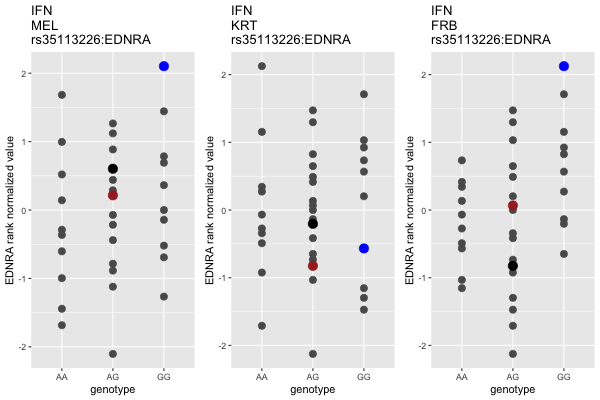 IFN
MEL
rs35113226:EDNRA
EDNRA rank normalized value
2
1
0
-1
-2
AA AG GG
genotype
IFN
KRT
rs35113226:EDNRA
EDNRA rank normalized value
2
1
0
-1
-2
AA AG GG
genotype
IFN
FRB
rs35113226:EDNRA
EDNRA rank normalized value
2
1
0
-1
-2
AA AG GG
genotype